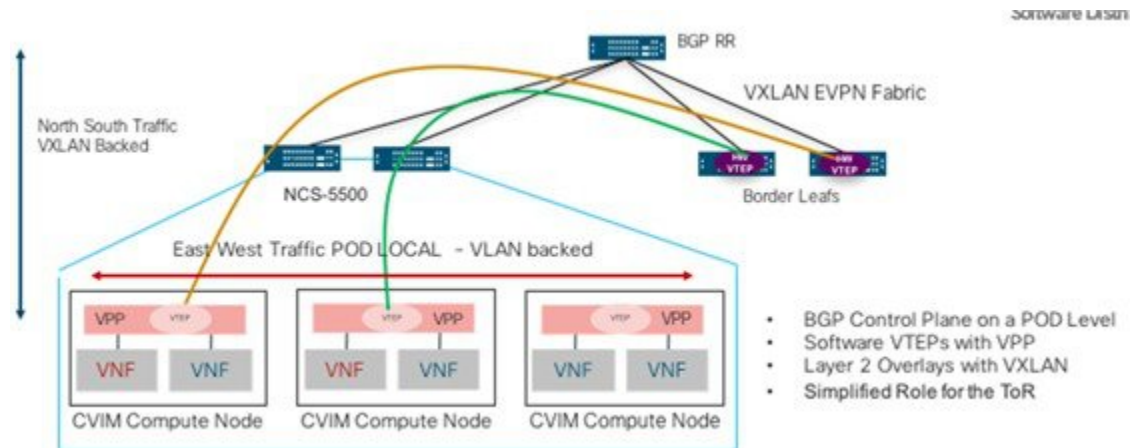 Software Distri
BGP RR
VXLAN EVPN Fabric
North South Traffic
VXLAN Backed
NCS-5500
VTEP
VTEP
Border Leafs
East West Traffic POD LOCAL - VLAN backed
VPP
VTEP
VTEP
VPP
VTEP
VPP
VNF
VNF
VNF
VNF
VNF
VNF
CVIM Compute Node
CVIM Compute Node
CVIM Compute Node
• BGP Control Plane on a POD Level
• Software VTEPs with VPP
• Layer 2 Overlays with VXLAN
• Simplified Role for the ToR